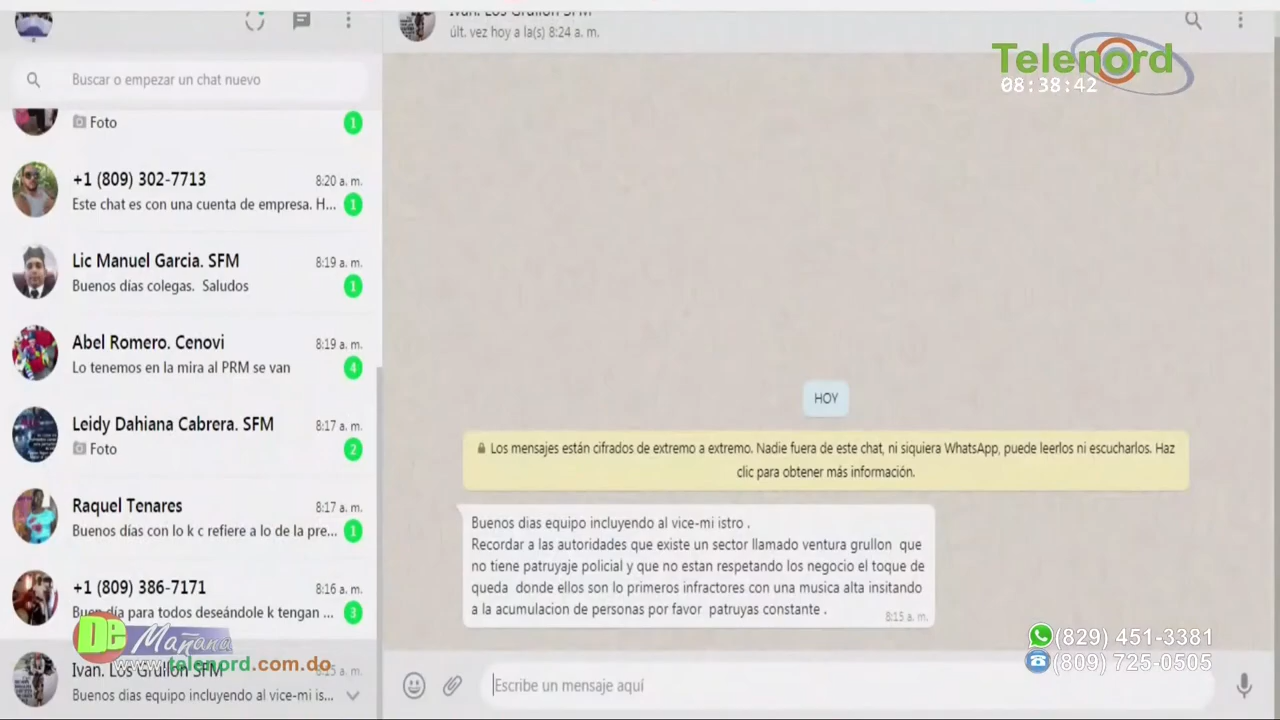 Buscar o empezar un chat nuevo
Foto
1
+1 (809) 302-7713
8:20 a. m.
Este chat es con una cuenta de empresa. H...
1
Lic Manuel Garcia. SFM
8:19 a. m.
Buenos días colegas. Saludos
1
Abel Romero. Cenovi
8:19 a. m.
Lo tenemos en la mira al PRM se van
4
Leidy Dahiana Cabrera. SFM
8:17 a. m.
Foto
2
Raquel Tenares
8:17 a. m.
Buenos días con lo k c refiere a lo de la pre...
1
+1 (809) 386-7171
8:16 a. m.
Buen día para todos deseándole k tengan ...
3
De Mañana
www.telenord.com.do
Ivan. Los Grullon SFM
Buenos dias equipo incluyendo al vice-mi is...
Ivan. Los Grullon SFM
últ. vez hoy a la(s) 8:24 a. m.
Telenord
08:38:42
HOY
Los mensajes están cifrados de extremo a extremo. Nadie fuera de este chat, ni siquiera WhatsApp, puede leerlos ni escucharlos. Haz
clic para obtener más información.
Buenos dias equipo incluyendo al vice-mi istro .
Recordar a las autoridades que existe un sector llamado ventura grullon que
no tiene patruyaje policial y que no estan respetando los negocio el toque de
queda donde ellos son lo primeros infractores con una musica alta insitando
a la acumulacion de personas por favor patruyas constante .
8:15 a. m.
(829) 451-3381
(809) 725-0505
Escribe un mensaje aquí